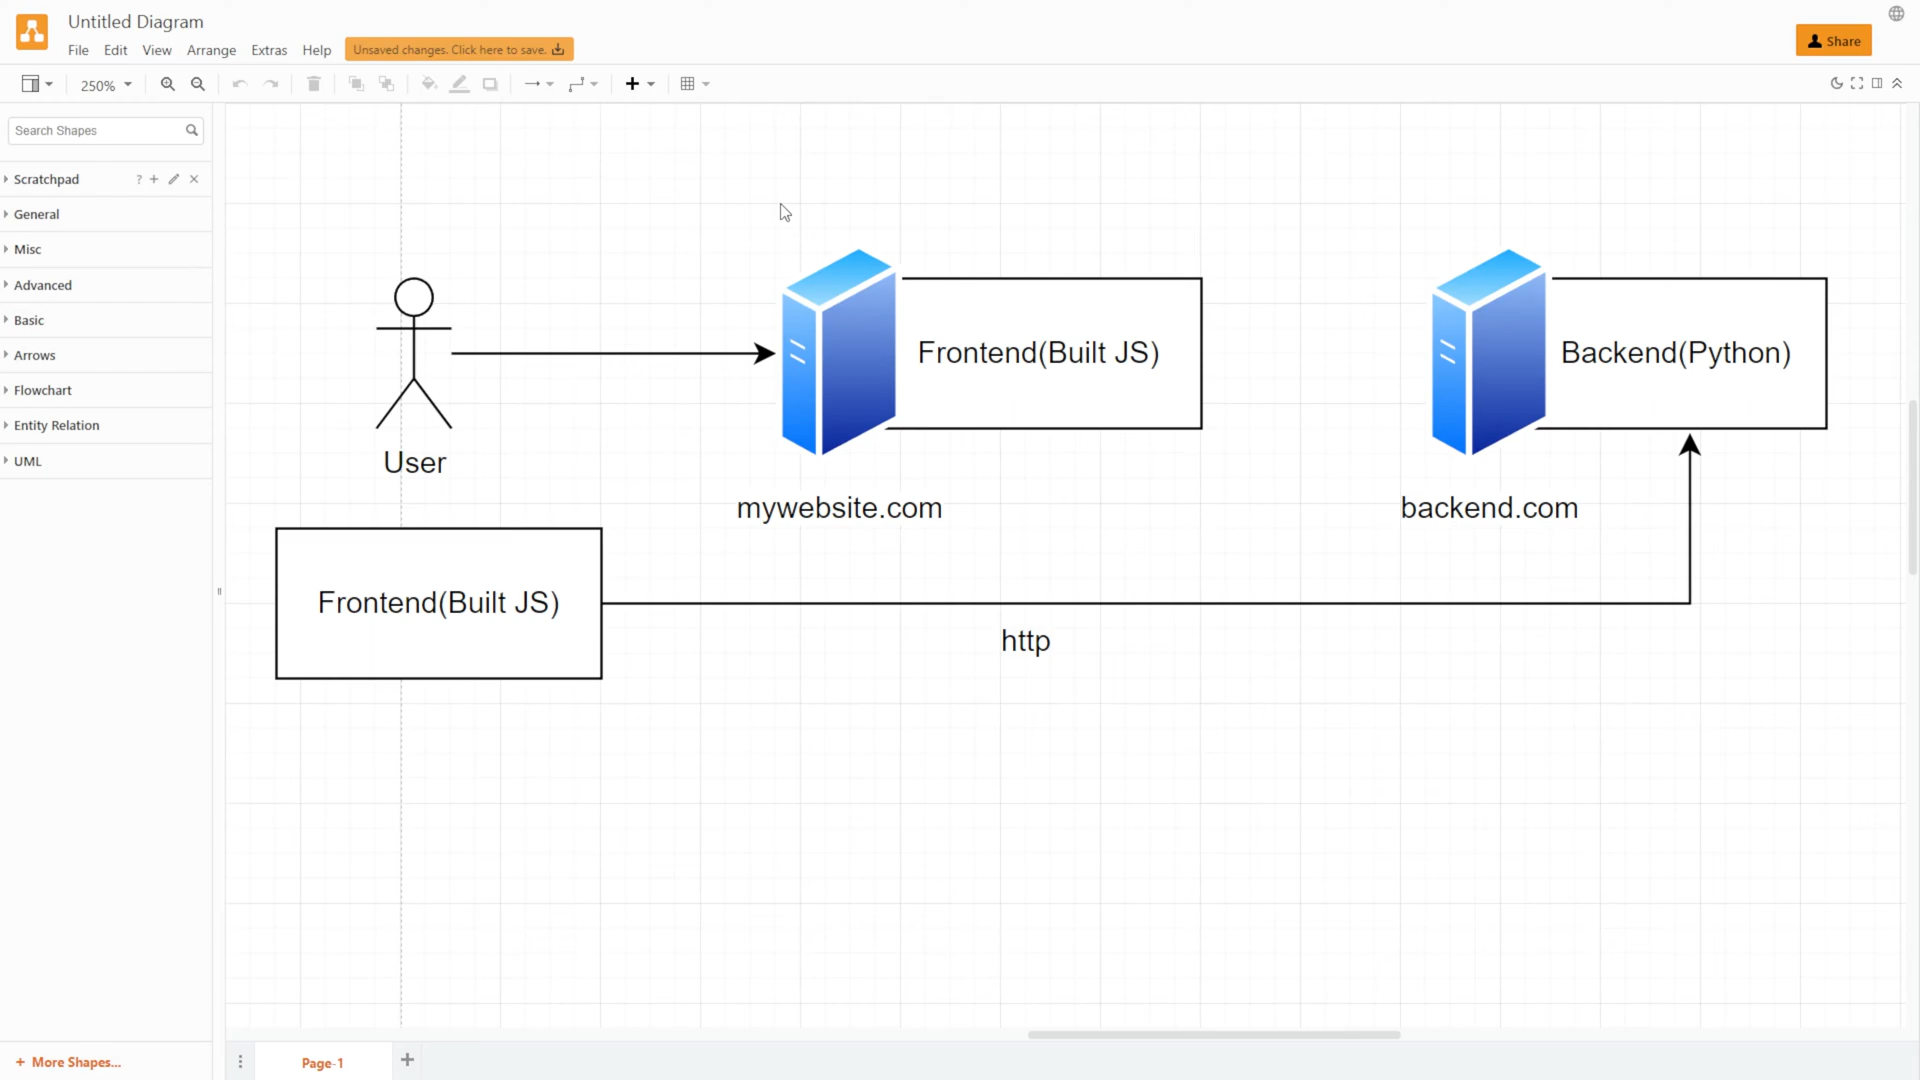 Untitled Diagram
File Edit View Arrange Extras Help Unsaved changes. Click here to save.
Share
250%
Search Shapes
Scratchpad ? + ×
General
Misc
Advanced
Basic
Arrows
Flowchart
Entity Relation
UML
Frontend(Built JS)
Backend(Python)
User
mywebsite.com
backend.com
Frontend(Built JS)
http
+ More Shapes...
Page-1